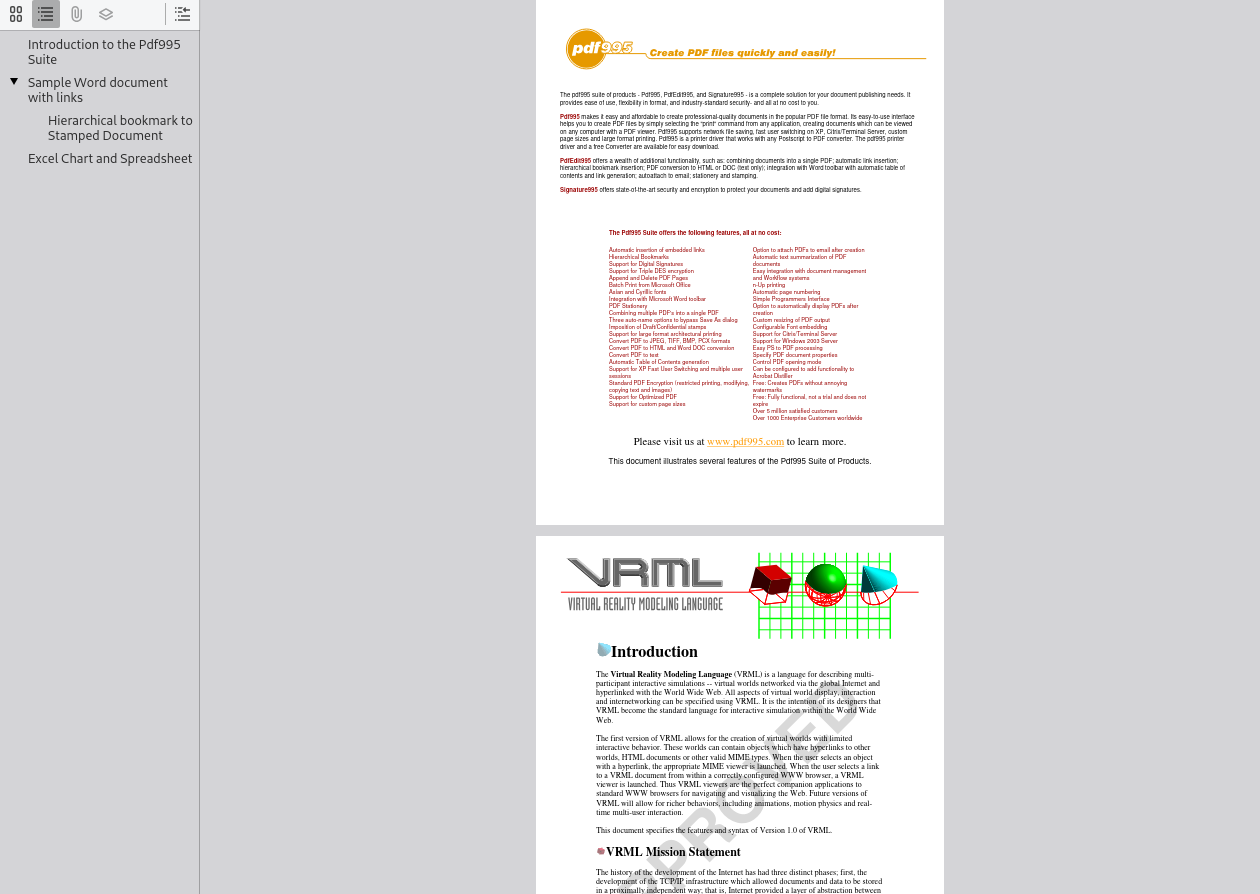 Introduction to the Pdf995
Suite
Sample Word document
with links
Hierarchical bookmark to
Stamped Document
Excel Chart and Spreadsheet
pdf995
Create PDF files quickly and easily!
The pdf995 suite of products - Pdf995, PdfEdit995, and Signature995 - is a complete solution for your document publishing needs. It
provides ease of use, flexibility in format, and industry-standard security- and all at no cost to you.
Pdf995 makes it easy and affordable to create professional-quality documents in the popular PDF file format. Its easy-to-use interface
helps you to create PDF files by simply selecting the "print" command from any application, creating documents which can be viewed
on any computer with a PDF viewer. Pdf995 supports network file saving, fast user switching on XP, Citrix/Terminal Server, custom
page sizes and large format printing. Pdf995 is a printer driver that works with any Postscript to PDF converter. The pdf995 printer
driver and a free Converter are available for easy download.
PdfEdit995 offers a wealth of additional functionality, such as: combining documents into a single PDF; automatic link insertion;
hierarchical bookmark insertion; PDF conversion to HTML or DOC (text only); integration with Word toolbar with automatic table of
contents and link generation; autoattach to email; stationery and stamping.
Signature995 offers state-of-the-art security and encryption to protect your documents and add digital signatures.
The Pdf995 Suite offers the following features, all at no cost:
Automatic insertion of embedded links
Hierarchical Bookmarks
Support for Digital Signatures
Support for Triple DES encryption
Append and Delete PDF Pages
Batch Print from Microsoft Office
Asian and Cyrillic fonts
Integration with Microsoft Word toolbar
PDF Stationery
Combining multiple PDF's into a single PDF
Three auto-name options to bypass Save As dialog
Imposition of Draft/Confidential stamps
Support for large format architectural printing
Convert PDF to JPEG, TIFF, BMP, PCX formats
Convert PDF to HTML and Word DOC conversion
Convert PDF to text
Automatic Table of Contents generation
Support for XP Fast User Switching and multiple user
sessions
Standard PDF Encryption (restricted printing, modifying,
copying text and images)
Support for Optimized PDF
Support for custom page sizes
Option to attach PDFs to email after creation
Automatic text summarization of PDF
documents
Easy integration with document management
and Workflow systems
n-Up printing
Automatic page numbering
Simple Programmers Interface
Option to automatically display PDFs after
creation
Custom resizing of PDF output
Configurable Font embedding
Support for Citrix/Terminal Server
Support for Windows 2003 Server
Easy PS to PDF processing
Specify PDF document properties
Control PDF opening mode
Can be configured to add functionality to
Acrobat Distiller
Free: Creates PDFs without annoying
watermarks
Free: Fully functional, not a trial and does not
expire
Over 5 million satisfied customers
Over 1000 Enterprise Customers worldwide
Please visit us at www.pdf995.com to learn more.
This document illustrates several features of the Pdf995 Suite of Products.
VRML
VIRTUAL REALITY MODELING LANGUAGE
Introduction
The Virtual Reality Modeling Language (VRML) is a language for describing multi-
participant interactive simulations -- virtual worlds networked via the global Internet and
hyperlinked with the World Wide Web. All aspects of virtual world display, interaction
and internetworking can be specified using VRML. It is the intention of its designers that
VRML become the standard language for interactive simulation within the World Wide
Web.
The first version of VRML allows for the creation of virtual worlds with limited
interactive behavior. These worlds can contain objects which have hyperlinks to other
worlds, HTML documents or other valid MIME types. When the user selects an object
with a hyperlink, the appropriate MIME viewer is launched. When the user selects a link
to a VRML document from within a correctly configured WWW browser, a VRML
viewer is launched. Thus VRML viewers are the perfect companion applications to
standard WWW browsers for navigating and visualizing the Web. Future versions of
VRML will allow for richer behaviors, including animations, motion physics and real-
time multi-user interaction.
This document specifies the features and syntax of Version 1.0 of VRML.
VRML Mission Statement
The history of the development of the Internet has had three distinct phases; first, the
development of the TCP/IP infrastructure which allowed documents and data to be stored
in a proximally independent way; that is, Internet provided a layer of abstraction between
PROVED